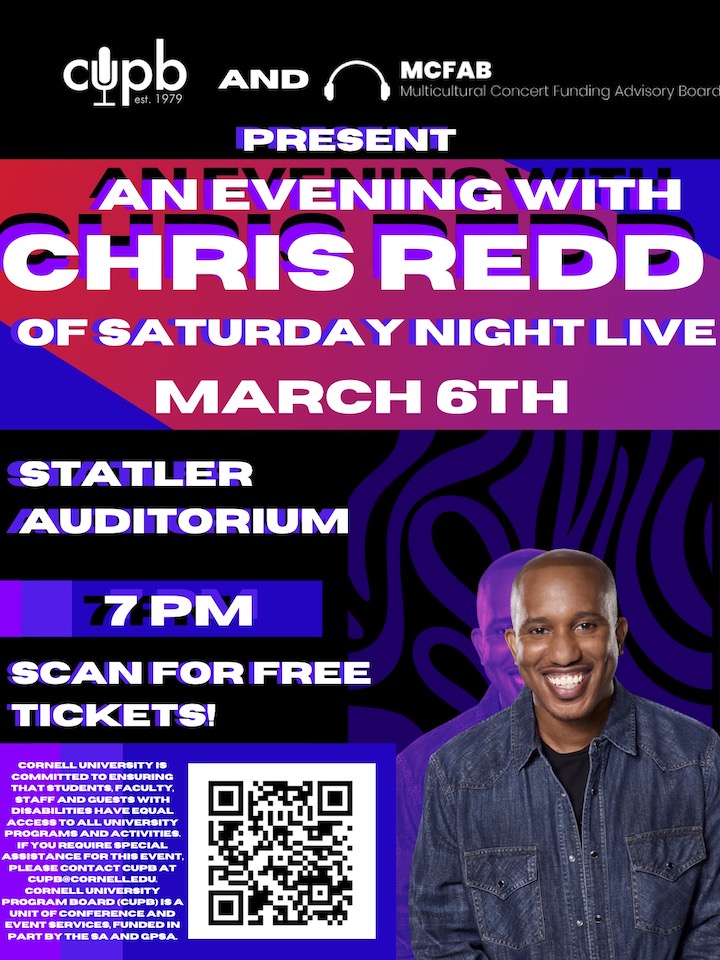 cupb
est. 1979
AND
MCFAB
Multicultural Concert Funding Advisory Board
PRESENT
AN EVENING WITH
CHRIS REDD
OF SATURDAY NIGHT LIVE
MARCH 6TH
STATLER
AUDITORIUM
7 PM
SCAN FOR FREE
TICKETS!
CORNELL UNIVERSITY IS
COMMITTED TO ENSURING
THAT STUDENTS, FACULTY,
STAFF AND GUESTS WITH
DISABILITIES HAVE EQUAL
ACCESS TO ALL UNIVERSITY
PROGRAMS AND ACTIVITIES.
IF YOU REQUIRE SPECIAL
ASSISTANCE FOR THIS EVENT,
PLEASE CONTACT CUPB AT
CUPB@CORNELL.EDU.
CORNELL UNIVERSITY
PROGRAM BOARD (CUPB) IS A
UNIT OF CONFERENCE AND
EVENT SERVICES, FUNDED IN
PART BY THE SA AND GPSA.